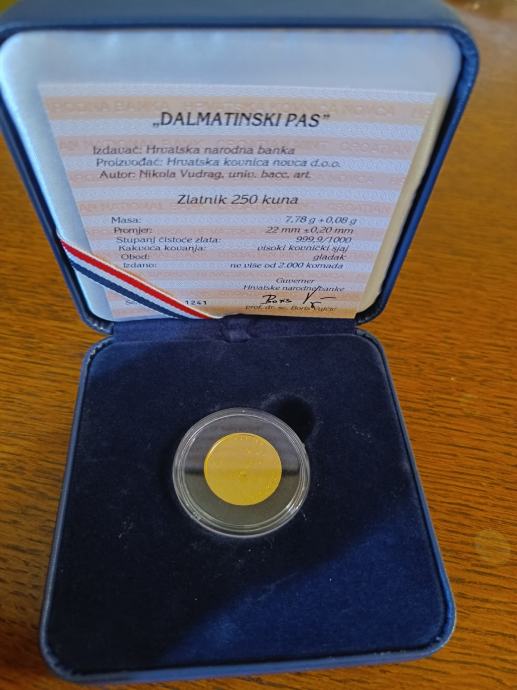 „DALMATINSKI PAS”
Izdavač: Hrvatska narodna banka
Proizvođač: Hrvatska kovnica novca d.o.o.
Autor: Nikola Vudrag, univ. bacc. art.
Zlatnik 250 kuna
Masa: 7,78 g +0,08 g
Promjer: 22 mm ±0,20 mm
Stupanj čistoće zlata: 999,9/1000
Kakvoća kovanja: visoki kovnički sjaj
Obod: gladak
Izdano: ne više od 2.000 komada
Guverner
Hrvatske narodne banke
1241
prof. dr. sc. Boris Vujčić